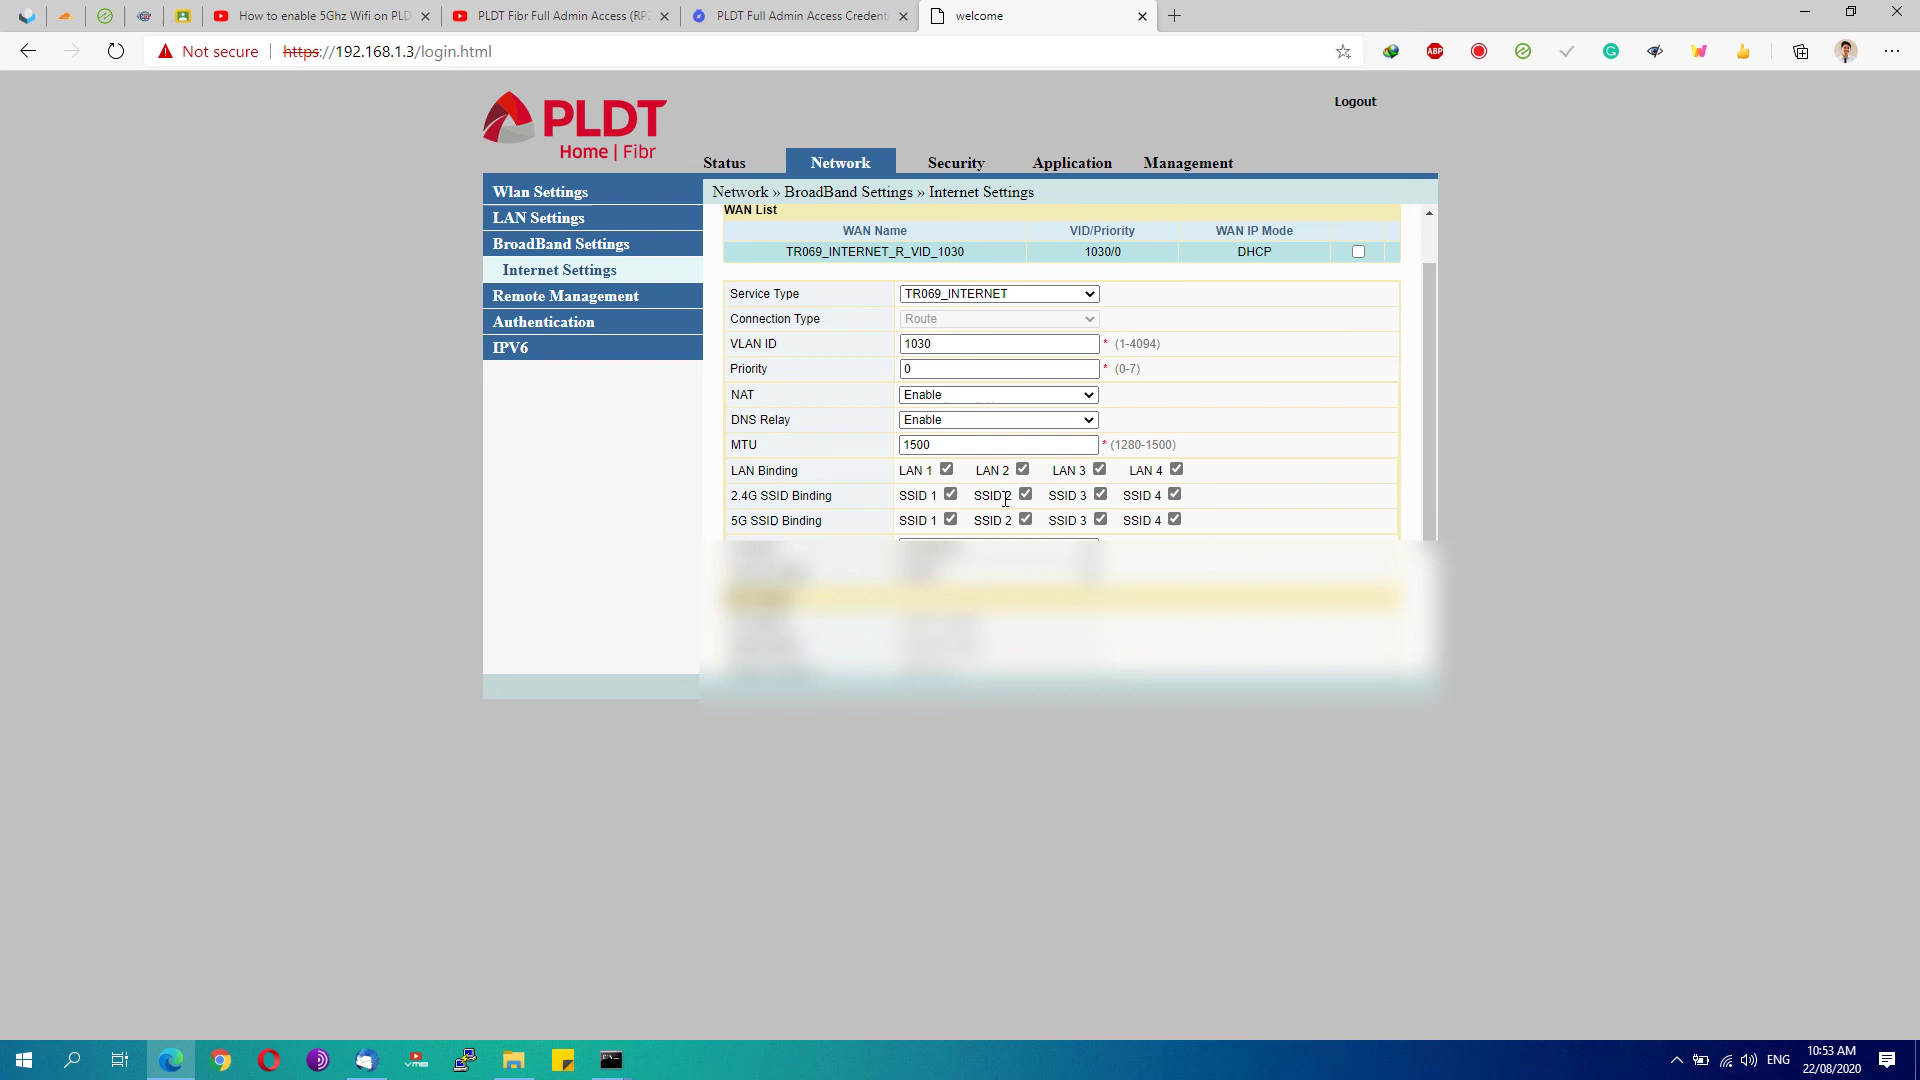 How to enable 5Ghz Wifi on PLD
PLDT Fibr Full Admin Access (RP
PLDT Full Admin Access Credent
welcome
Not secure
https://192.168.1.3/login.html
ABP
PLDT
Home | Fibr
Logout
Status Network Security Application Management
Wlan Settings
LAN Settings
BroadBand Settings
Internet Settings
Remote Management
Authentication
IPV6
Network » BroadBand Settings » Internet Settings
WAN List
WAN Name VID/Priority WAN IP Mode
TR069_INTERNET_R_VID_1030 1030/0 DHCP
Service Type TR069_INTERNET
Connection Type Route
VLAN ID 1030 * (1-4094)
Priority 0 * (0-7)
NAT Enable
DNS Relay Enable
MTU 1500 * (1280-1500)
LAN Binding LAN 1 LAN 2 LAN 3 LAN 4
2.4G SSID Binding SSID 1 SSID 2 SSID 3 SSID 4
5G SSID Binding SSID 1 SSID 2 SSID 3 SSID 4
ENG
10:53 AM
22/08/2020